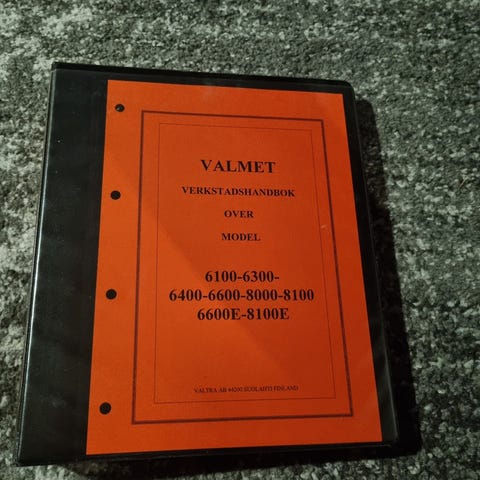 VALMET
VERKSTADSHANDBOK
OVER
MODEL
6100-6300-
6400-6600-8000-8100
6600E-8100E
VALTRA AB 44200 SUOLAHTI FINLAND